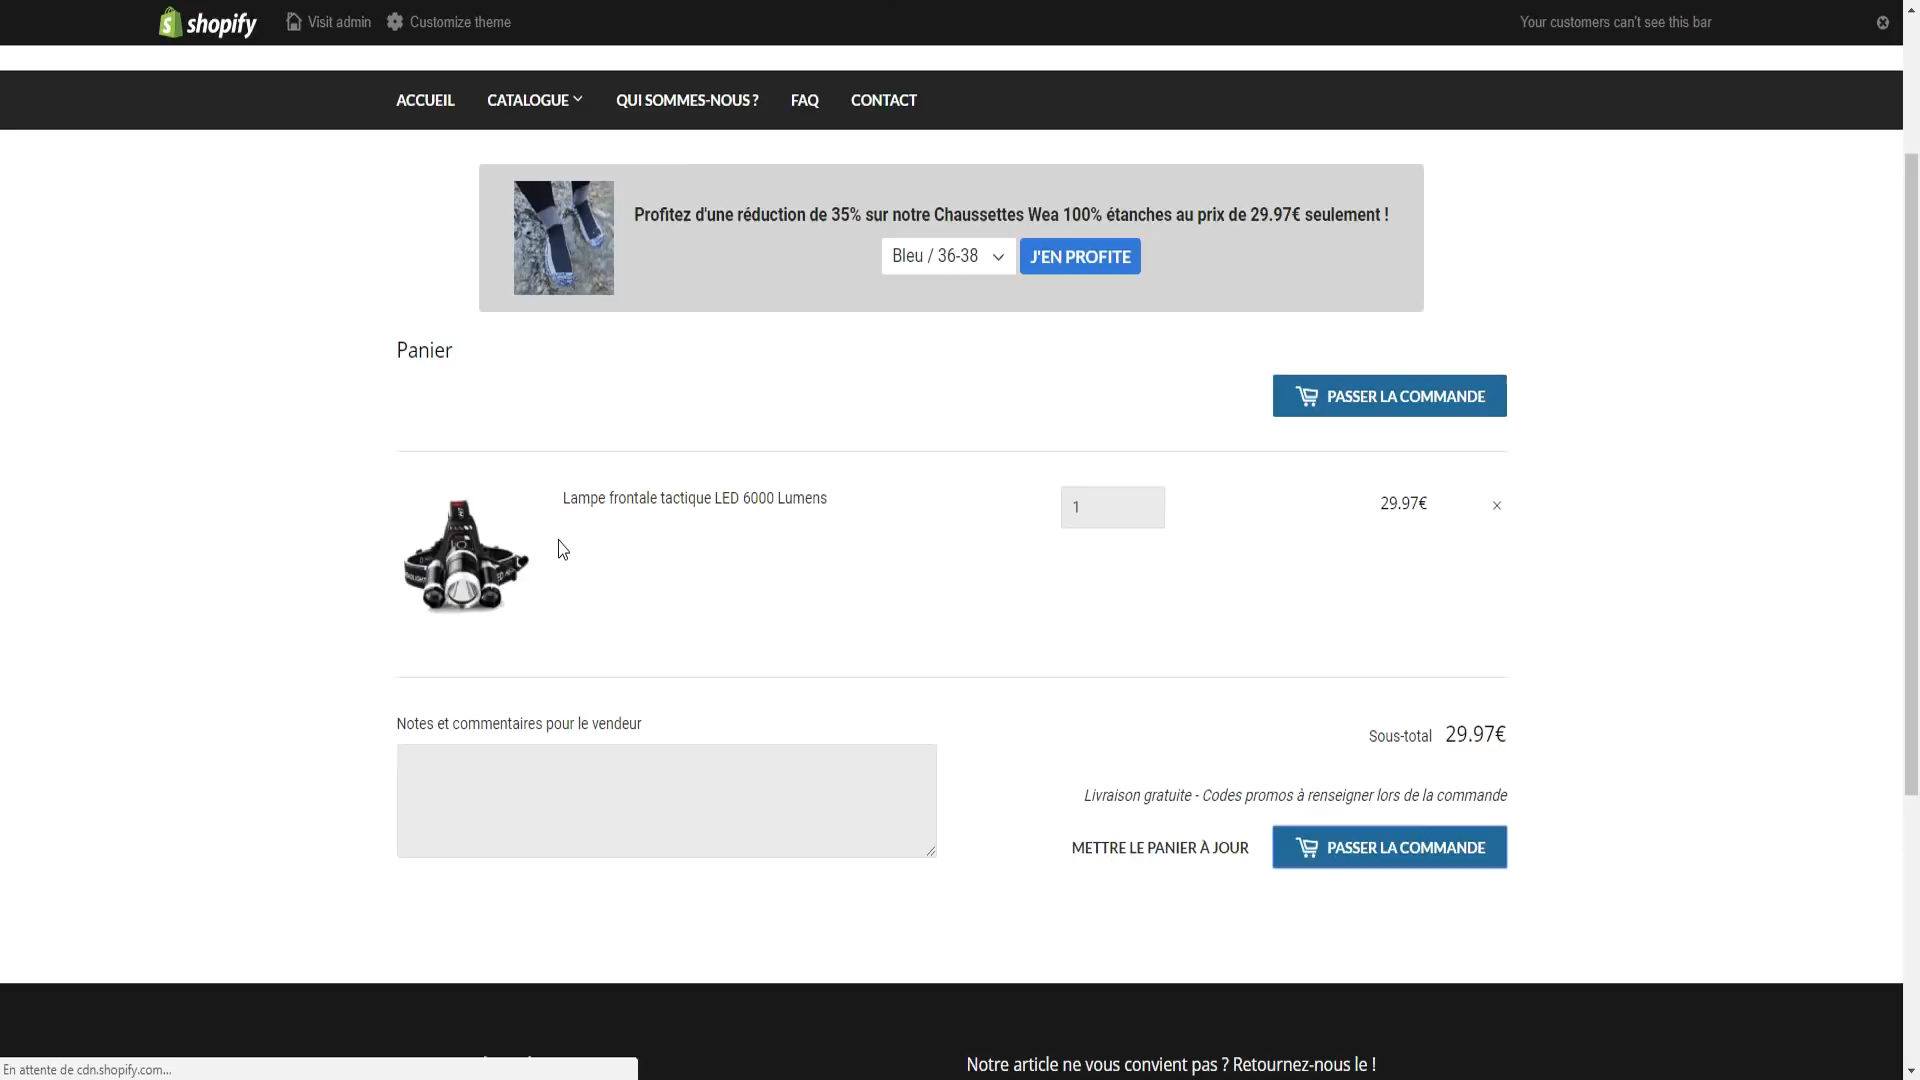 shopify Visit admin Customize theme Your customers can't see this bar
ACCUEIL CATALOGUE QUI SOMMES-NOUS ? FAQ CONTACT
Profitez d'une réduction de 35% sur notre Chaussettes Wea 100% étanches au prix de 29.97€ seulement !
Bleu / 36-38 J'EN PROFITE
Panier
PASSER LA COMMANDE
Lampe frontale tactique LED 6000 Lumens 1 29.97€ ×
Notes et commentaires pour le vendeur
Sous-total 29.97€
Livraison gratuite - Codes promos à renseigner lors de la commande
METTRE LE PANIER À JOUR PASSER LA COMMANDE
Notre article ne vous convient pas ? Retournez-nous le !
En attente de cdn.shopify.com...